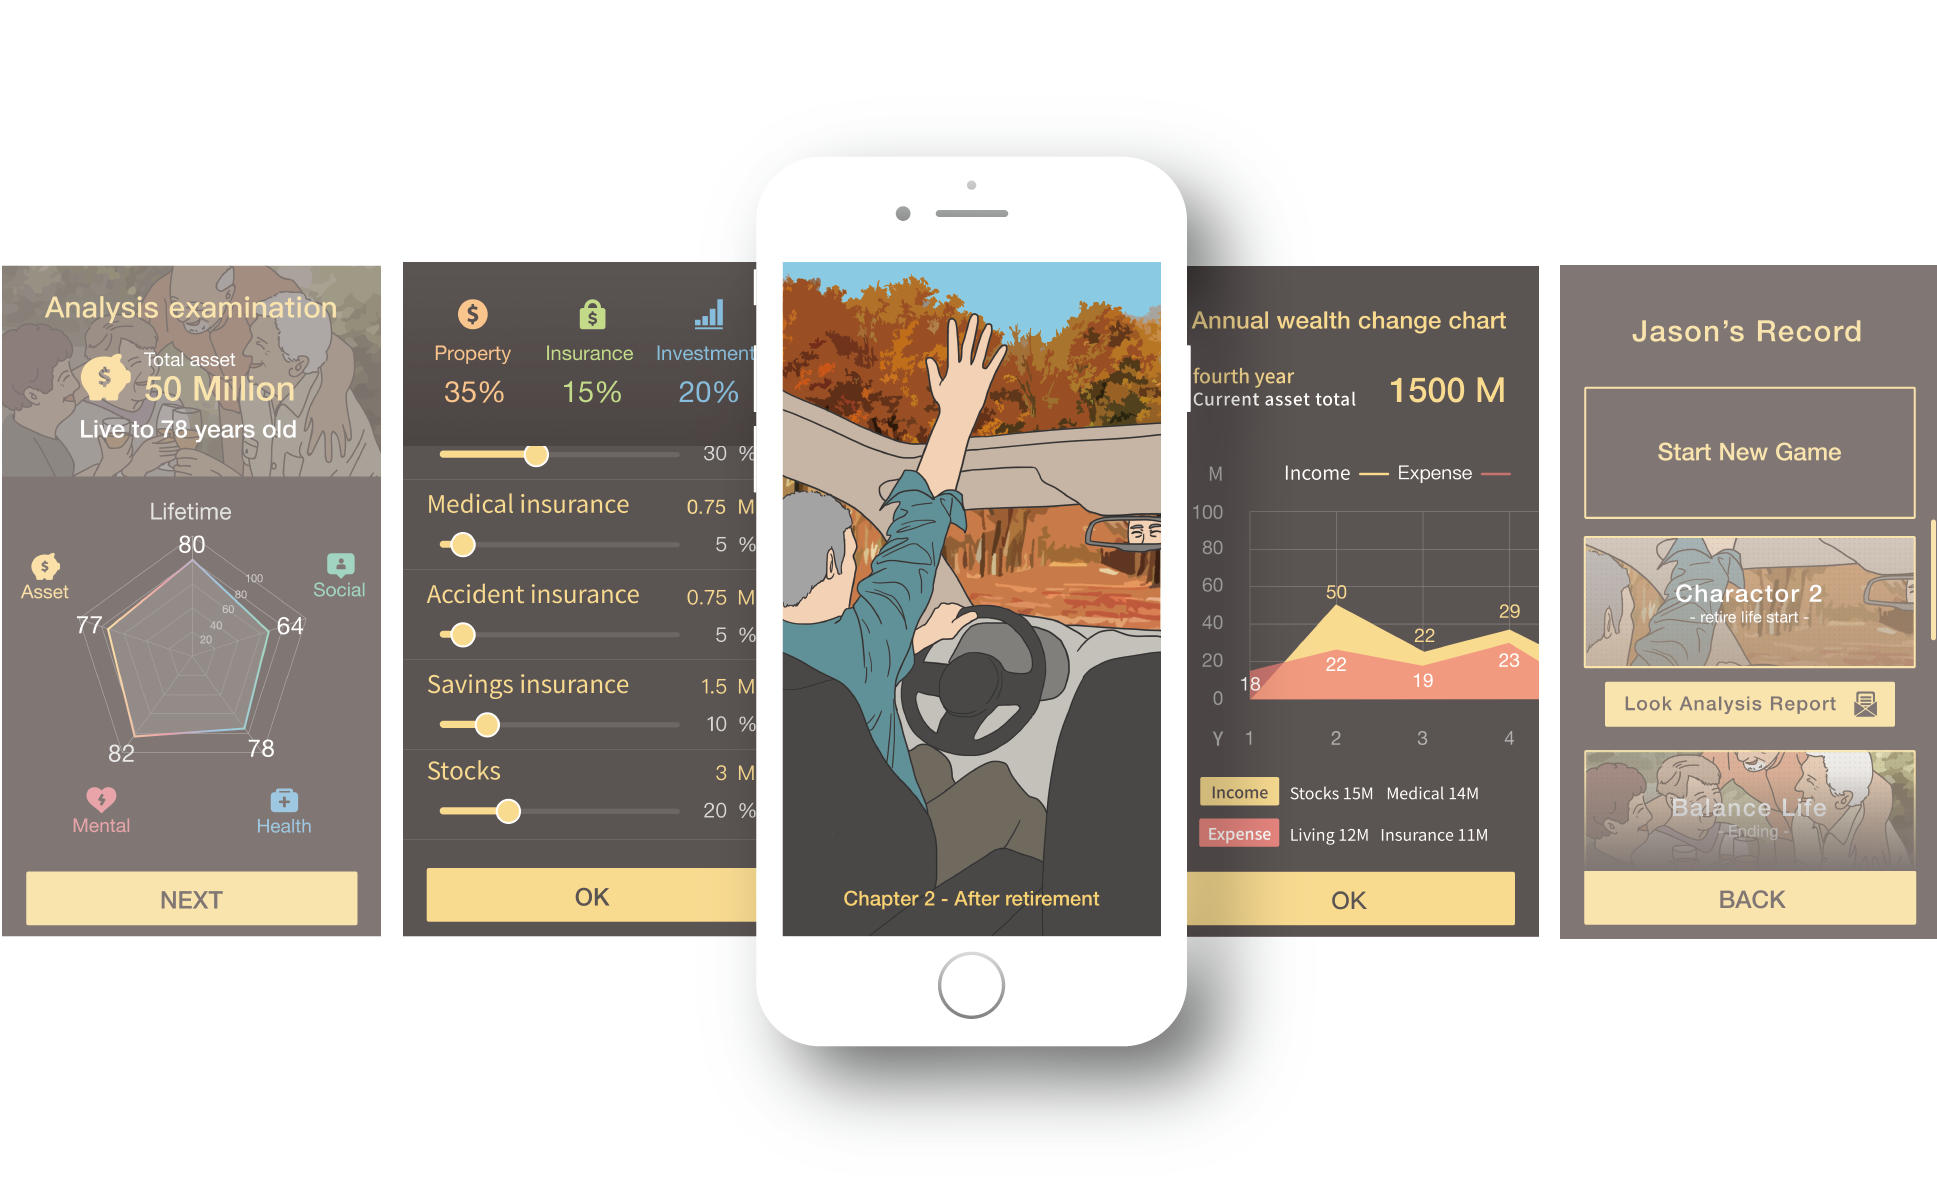 Analysis examination
Total asset
50 Million
Live to 78 years old
Lifetime
80
100
80
60
40
20
Asset
Social
77
64
82
78
Mental
Health
NEXT
Property
Insurance
Investment
35%
15%
20%
30 %
Medical insurance
0.75 M
5 %
Accident insurance
0.75 M
5 %
Savings insurance
1.5 M
10 %
Stocks
3 M
20 %
OK
Chapter 2 - After retirement
Annual wealth change chart
fourth year
Current asset total
1500 M
M
Income
Expense
100
80
60
40
20
0
50
22
29
18
22
19
23
Y 1 2 3 4
Income Stocks 15M Medical 14M
Expense Living 12M Insurance 11M
OK
Jason’s Record
Start New Game
Charactor 2
- retire life start -
Look Analysis Report
Balance Life
- Ending -
BACK